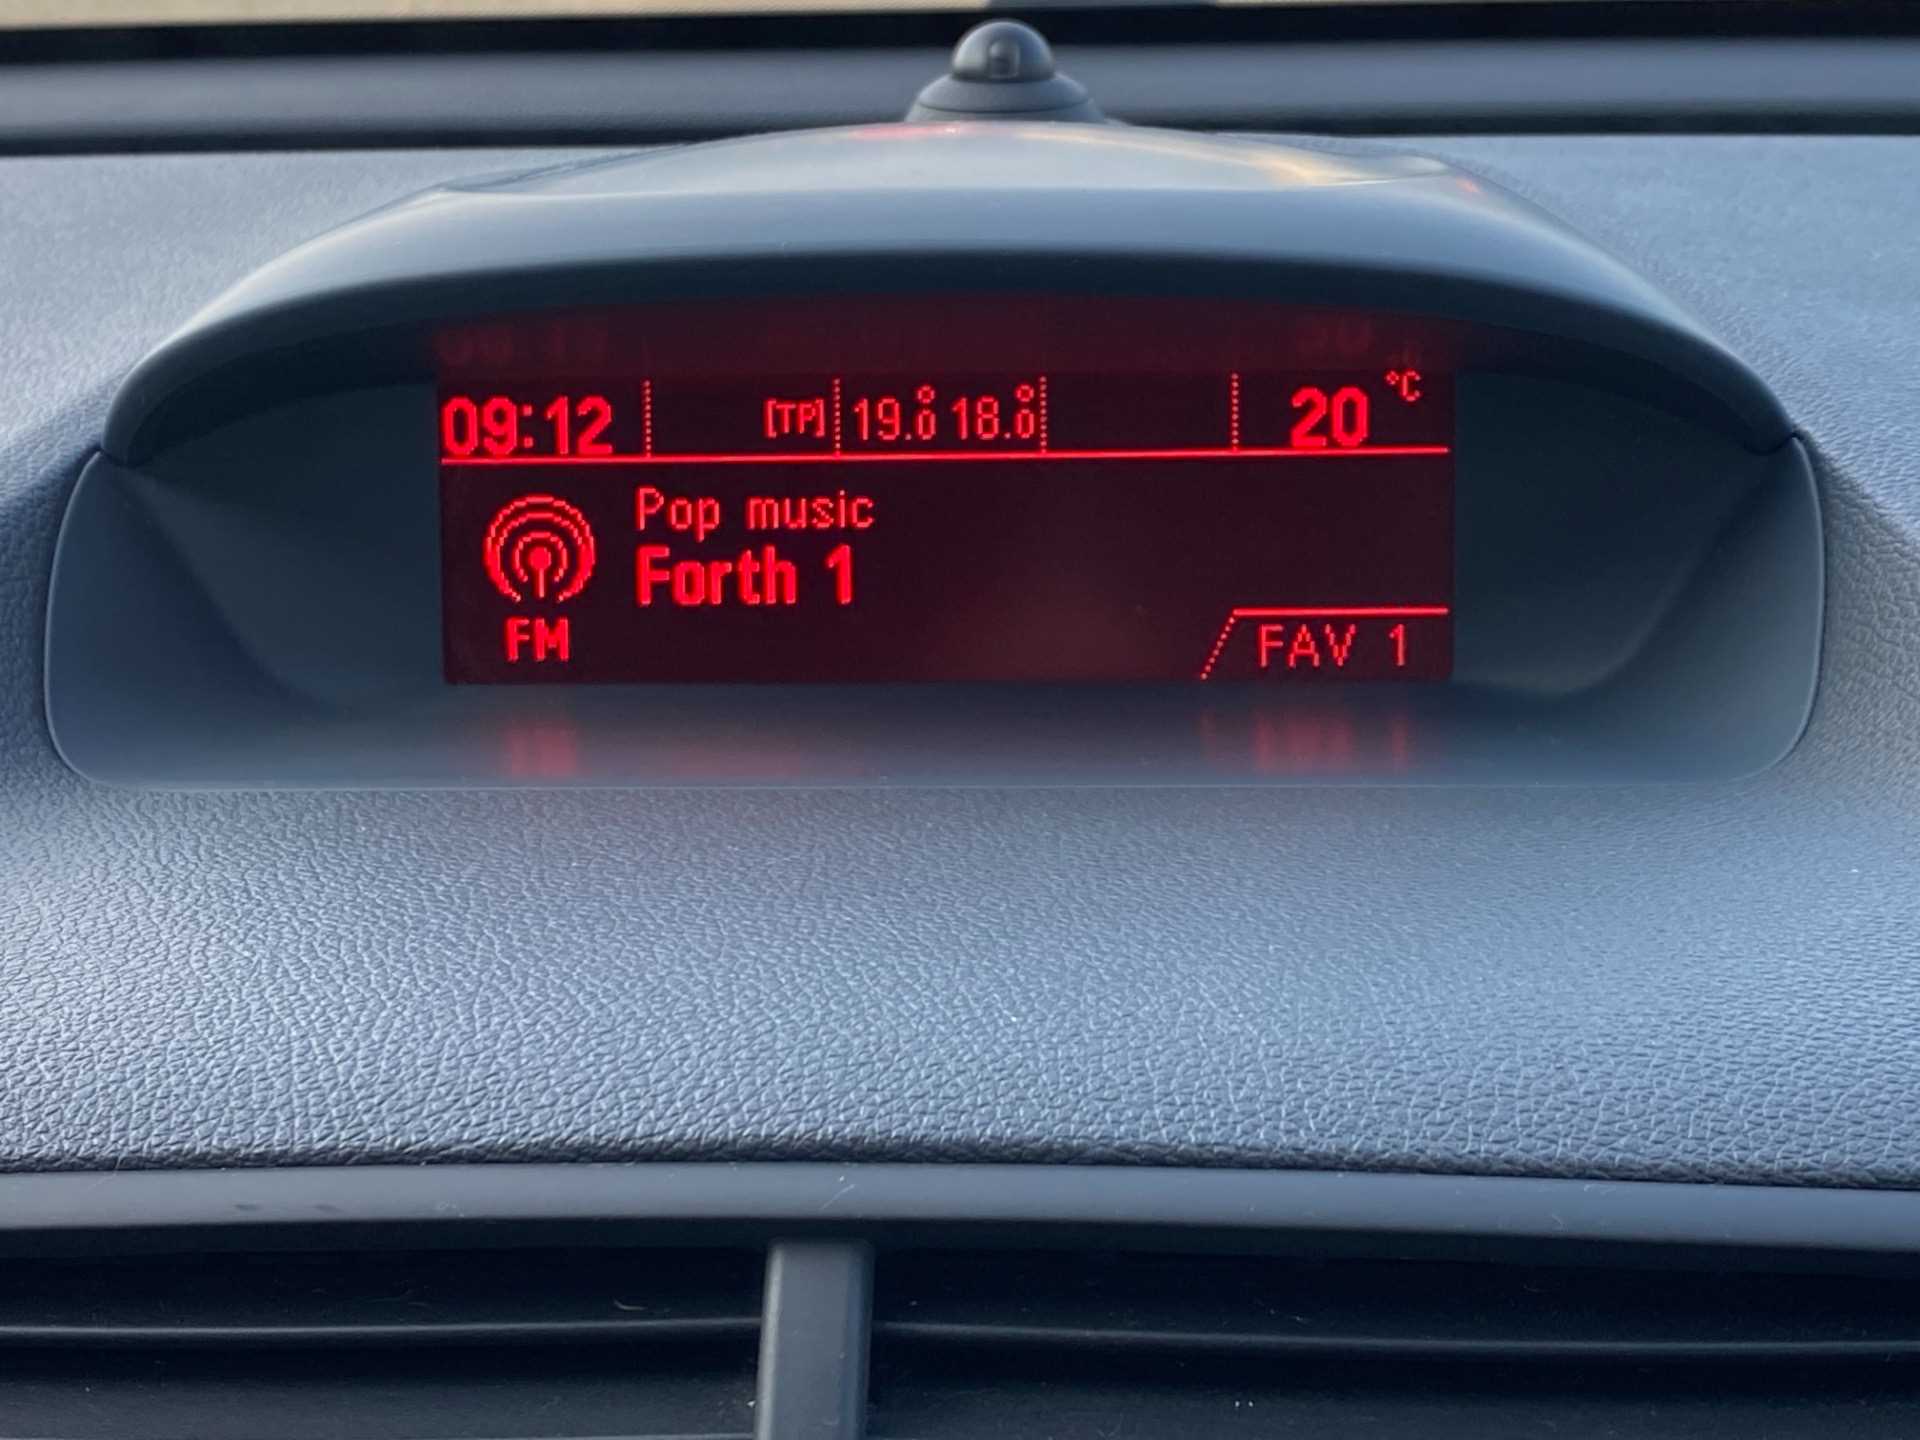 09:12 [TP] 19.0° 18.0° 20 °C
Pop music
Forth 1
FM
FAV 1